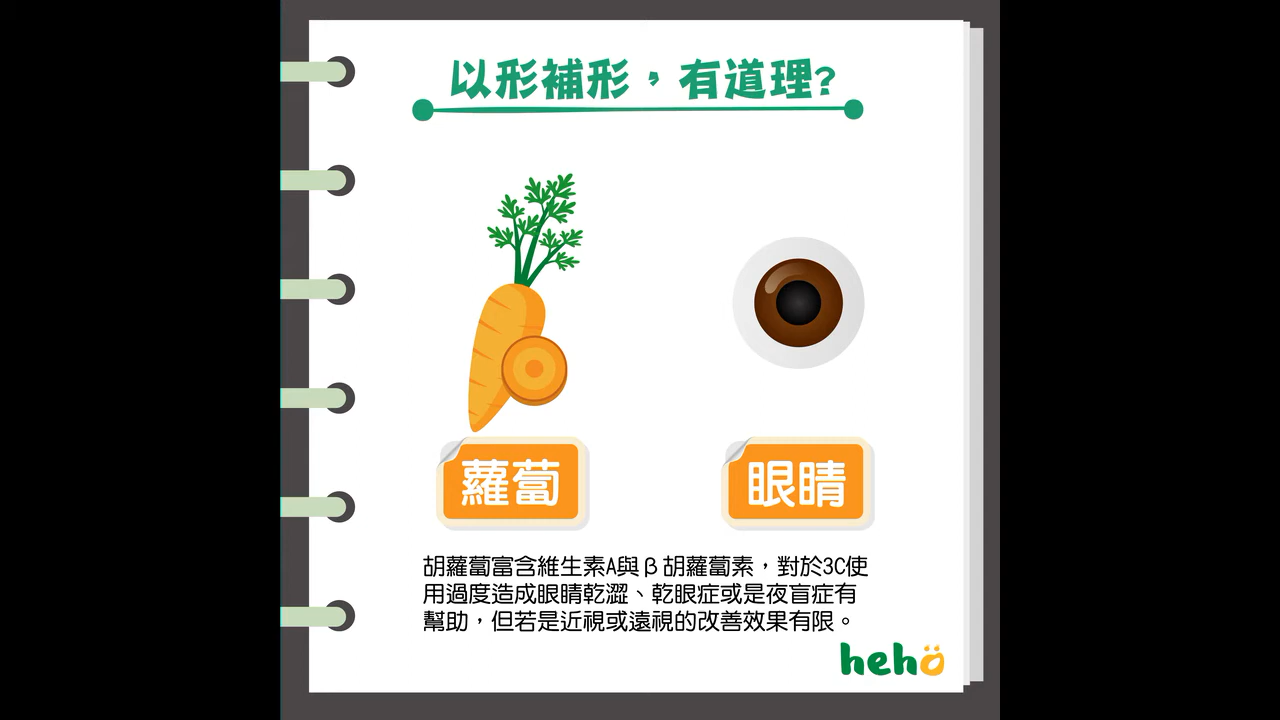 以形補形，有道理?
蘿蔔
眼睛
胡蘿蔔富含維生素A與β胡蘿蔔素，對於3C使
用過度造成眼睛乾澀、乾眼症或是夜盲症有
幫助，但若是近視或遠視的改善效果有限。
heho